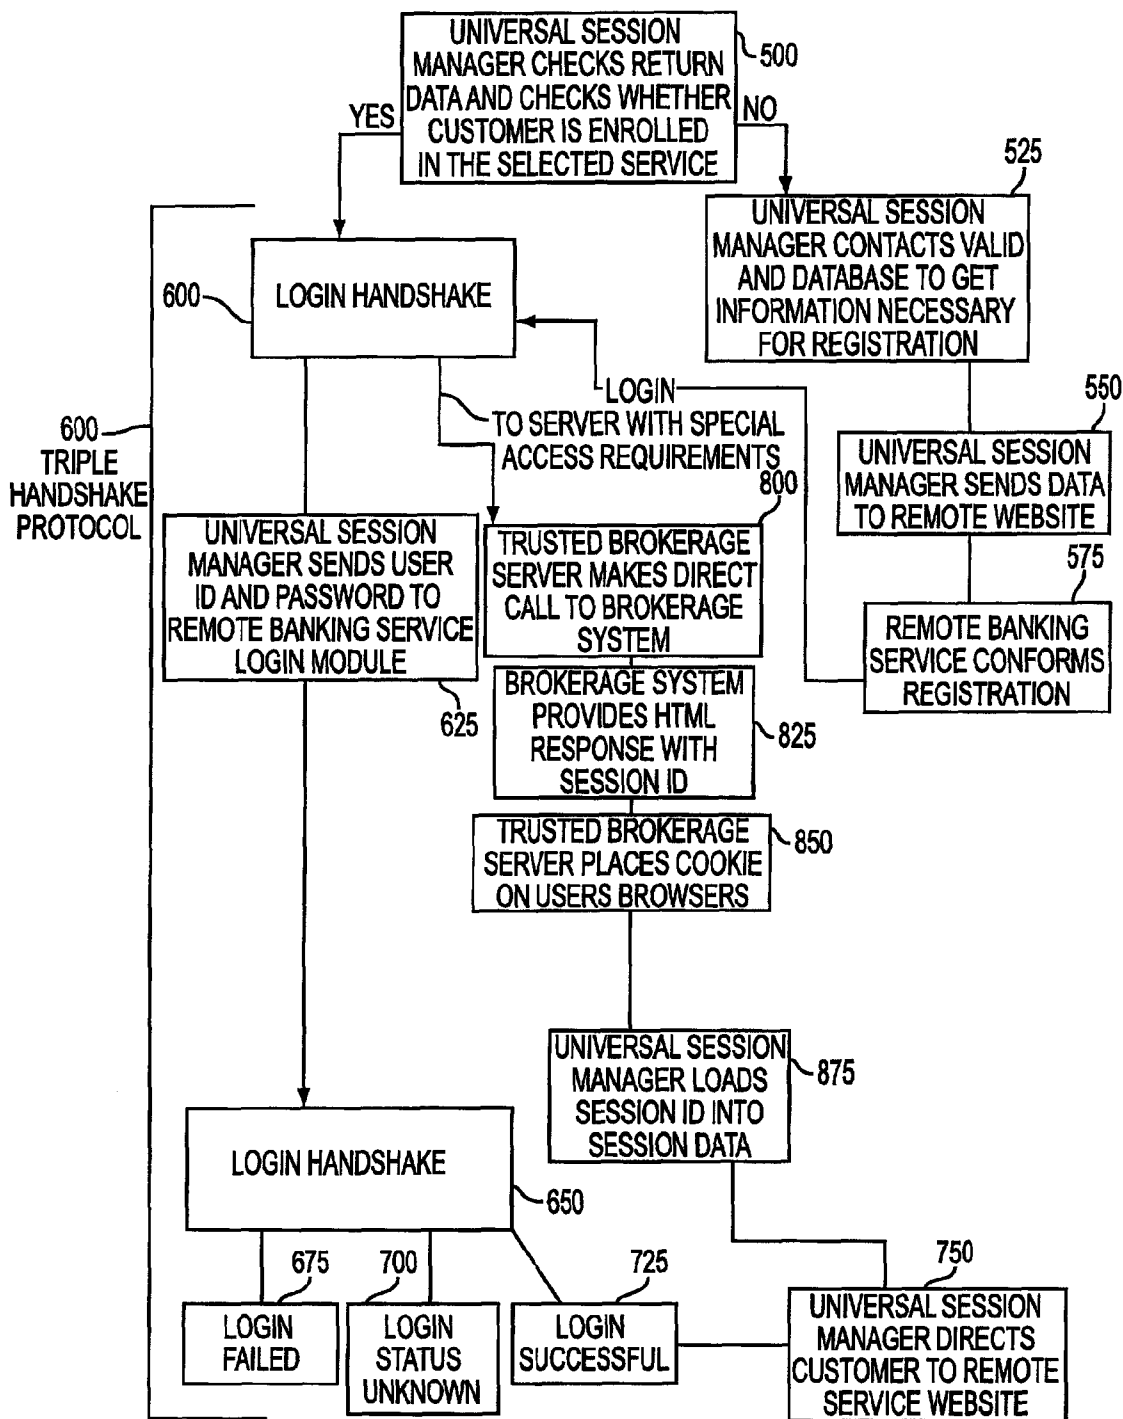 UNIVERSAL SESSION
MANAGER CHECKS RETURN
DATA AND CHECKS WHETHER
CUSTOMER IS ENROLLED
IN THE SELECTED SERVICE
500
YES
NO
525
UNIVERSAL SESSION
MANAGER CONTACTS VALID
AND DATABASE TO GET
INFORMATION NECESSARY
FOR REGISTRATION
600
LOGIN HANDSHAKE
LOGIN
TO SERVER WITH SPECIAL
ACCESS REQUIREMENTS
550
UNIVERSAL SESSION
MANAGER SENDS DATA
TO REMOTE WEBSITE
600
TRIPLE
HANDSHAKE
PROTOCOL
575
REMOTE BANKING
SERVICE CONFORMS
REGISTRATION
UNIVERSAL SESSION
MANAGER SENDS USER
ID AND PASSWORD TO
REMOTE BANKING SERVICE
LOGIN MODULE
625
800
TRUSTED BROKERAGE
SERVER MAKES DIRECT
CALL TO BROKERAGE
SYSTEM
BROKERAGE SYSTEM
PROVIDES HTML
RESPONSE WITH
SESSION ID
825
TRUSTED BROKERAGE
SERVER PLACES COOKIE
ON USERS BROWSERS
850
UNIVERSAL SESSION
MANAGER LOADS
SESSION ID INTO
SESSION DATA
875
LOGIN HANDSHAKE
650
675
LOGIN
FAILED
700
LOGIN
STATUS
UNKNOWN
725
LOGIN
SUCCESSFUL
750
UNIVERSAL SESSION
MANAGER DIRECTS
CUSTOMER TO REMOTE
SERVICE WEBSITE